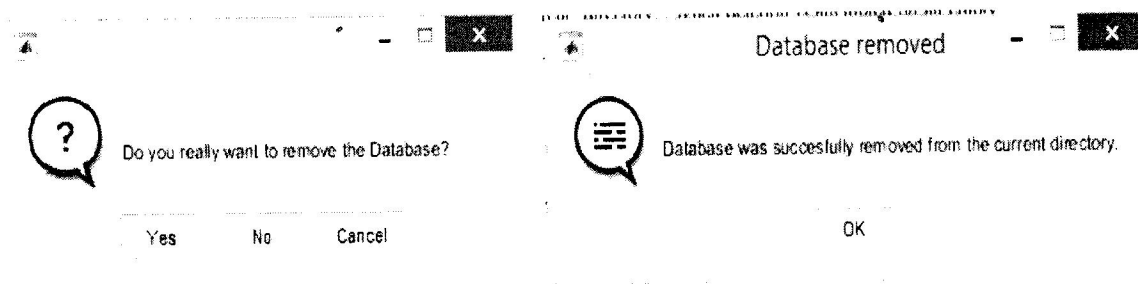 Database removed
?
Do you really want to remove the Database?
Database was succesfully removed from the current directory.
Yes No Cancel
OK